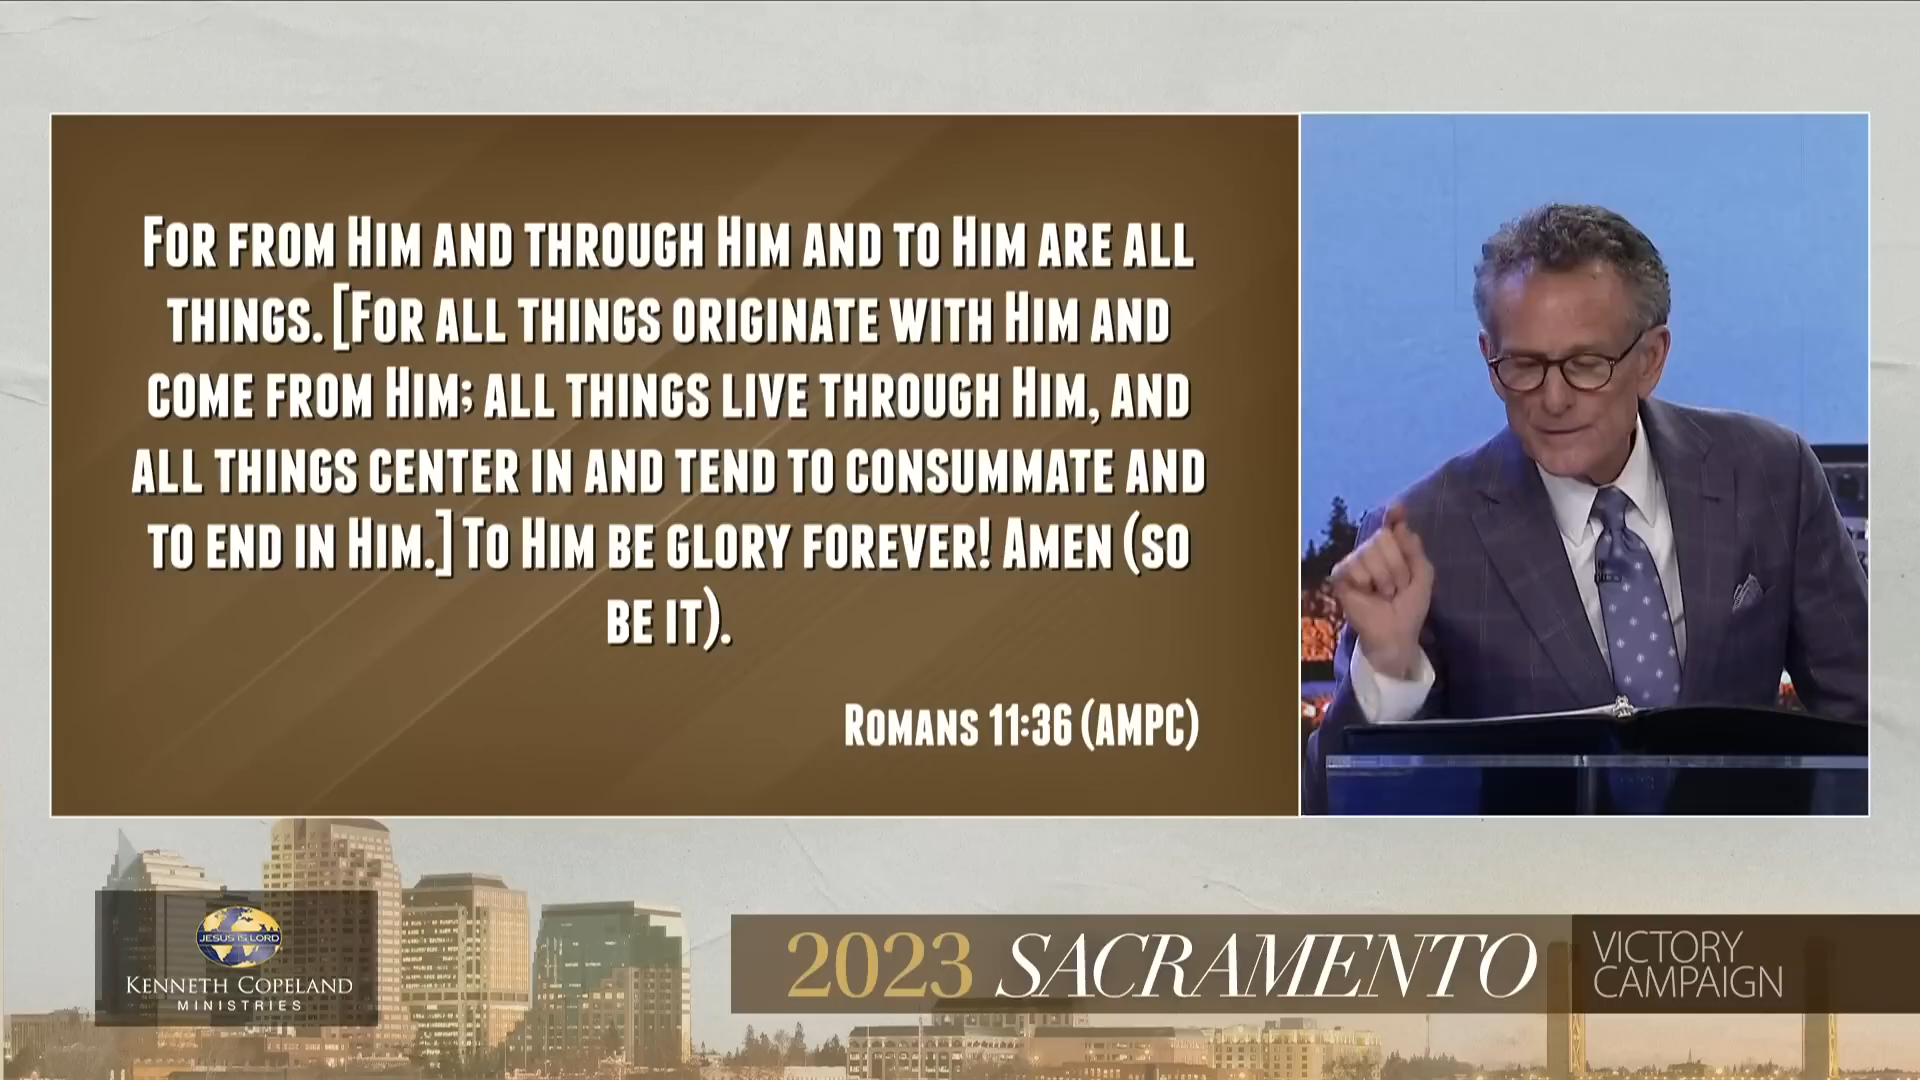 For from Him and through Him and to Him are all
things. [For all things originate with Him and
come from Him; all things live through Him, and
all things center in and tend to consummate and
to end in Him.] To Him be glory forever! Amen (so
be it).
Romans 11:36 (AMPC)
JESUS IS LORD
KENNETH COPELAND
MINISTRIES
2023 SACRAMENTO
VICTORY
CAMPAIGN